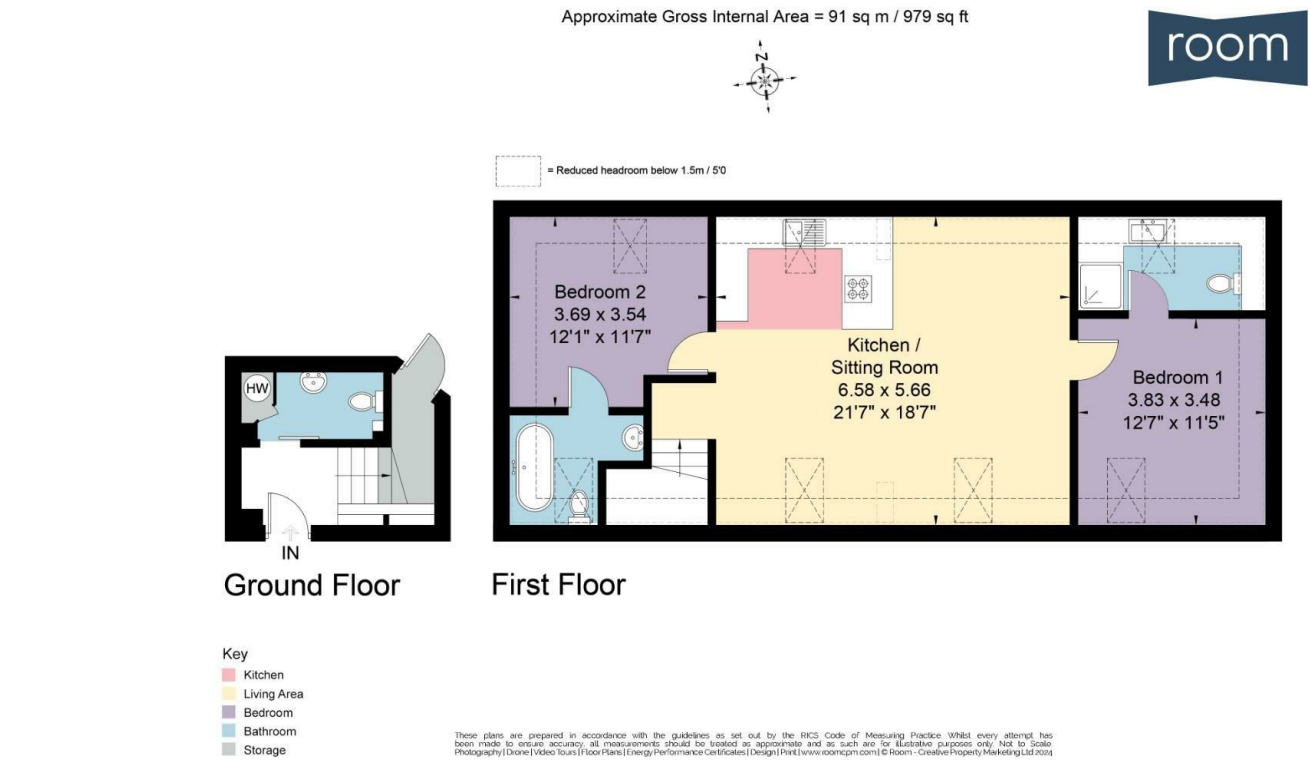 Approximate Gross Internal Area = 91 sq m / 979 sq ft
room
N
= Reduced headroom below 1.5m / 5'0
Bedroom 2
3.69 x 3.54
12'1" x 11'7"
Kitchen /
Sitting Room
6.58 x 5.66
21'7" x 18'7"
Bedroom 1
3.83 x 3.48
12'7" x 11'5"
HW
IN
Ground Floor
First Floor
Key
Kitchen
Living Area
Bedroom
Bathroom
Storage
These plans are prepared in accordance with the guidelines as set out by the RICS Code of Measuring Practice. Whilst every attempt has
been made to ensure accuracy, all measurements should be treated as approximate and as such are for illustrative purposes only. Not to Scale.
Photography | Drone | Video Tours | Floor Plans | Energy Performance Certificates | Design | Print | www.roomcpm.com | © Room - Creative Property Marketing Ltd 2024